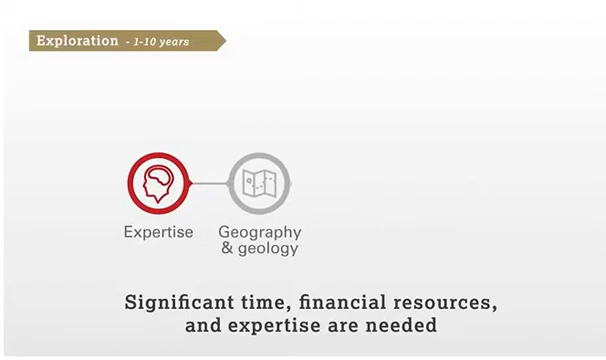 Exploration - 1-10 years
Expertise
Geography
& geology
Significant time, financial resources,
and expertise are needed